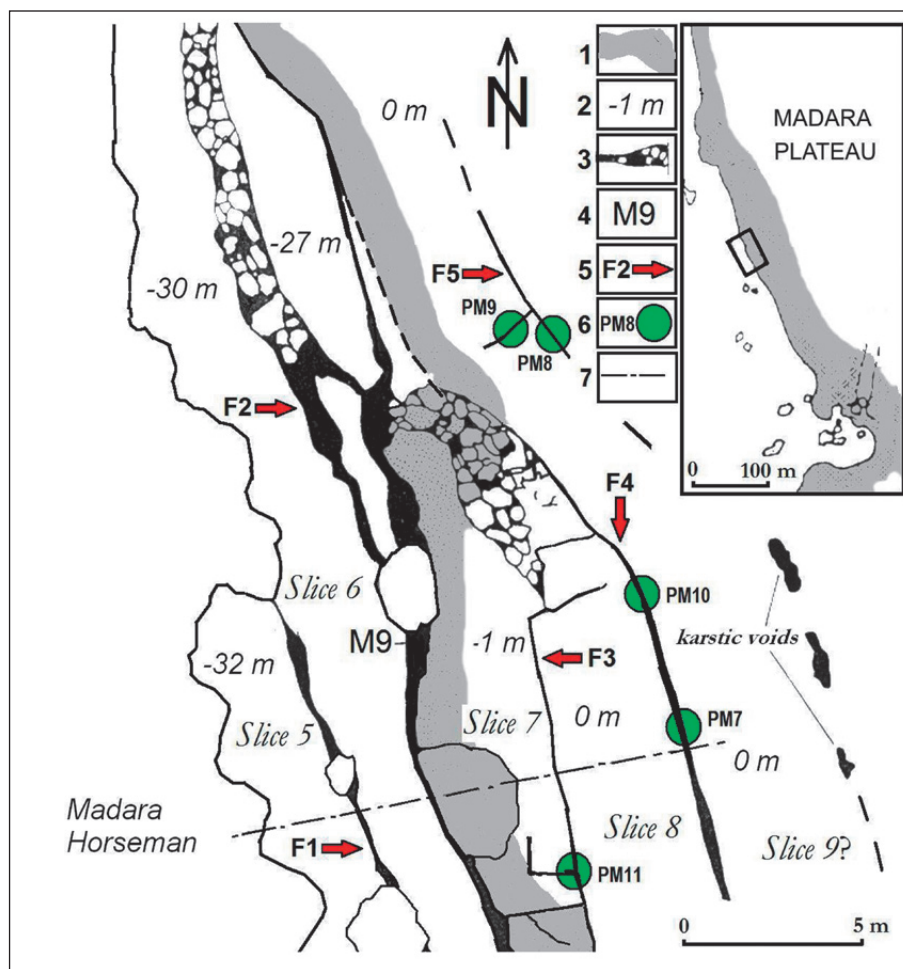 0 m
N
1
2
-1 m
3
4
M9
5
F2
6
PM8
7
MADARA
PLATEAU
0 100 m
-27 m
-30 m
F5
PM9
PM8
F2
F4
Slice 6
PM10
karstic voids
M9
-1 m
F3
-32 m
Slice 5
Slice 7
0 m
PM7
0 m
Madara
Horseman
F1
Slice 8
Slice 9?
PM11
0 5 m